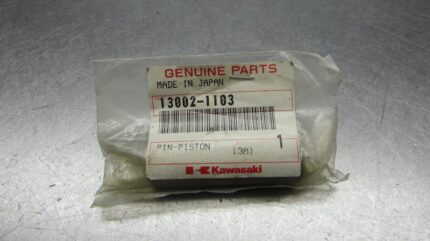 GENUINE PARTS
MADE IN JAPAN
13002-1103
PIN-PISTON (3A) 1
Kawasaki